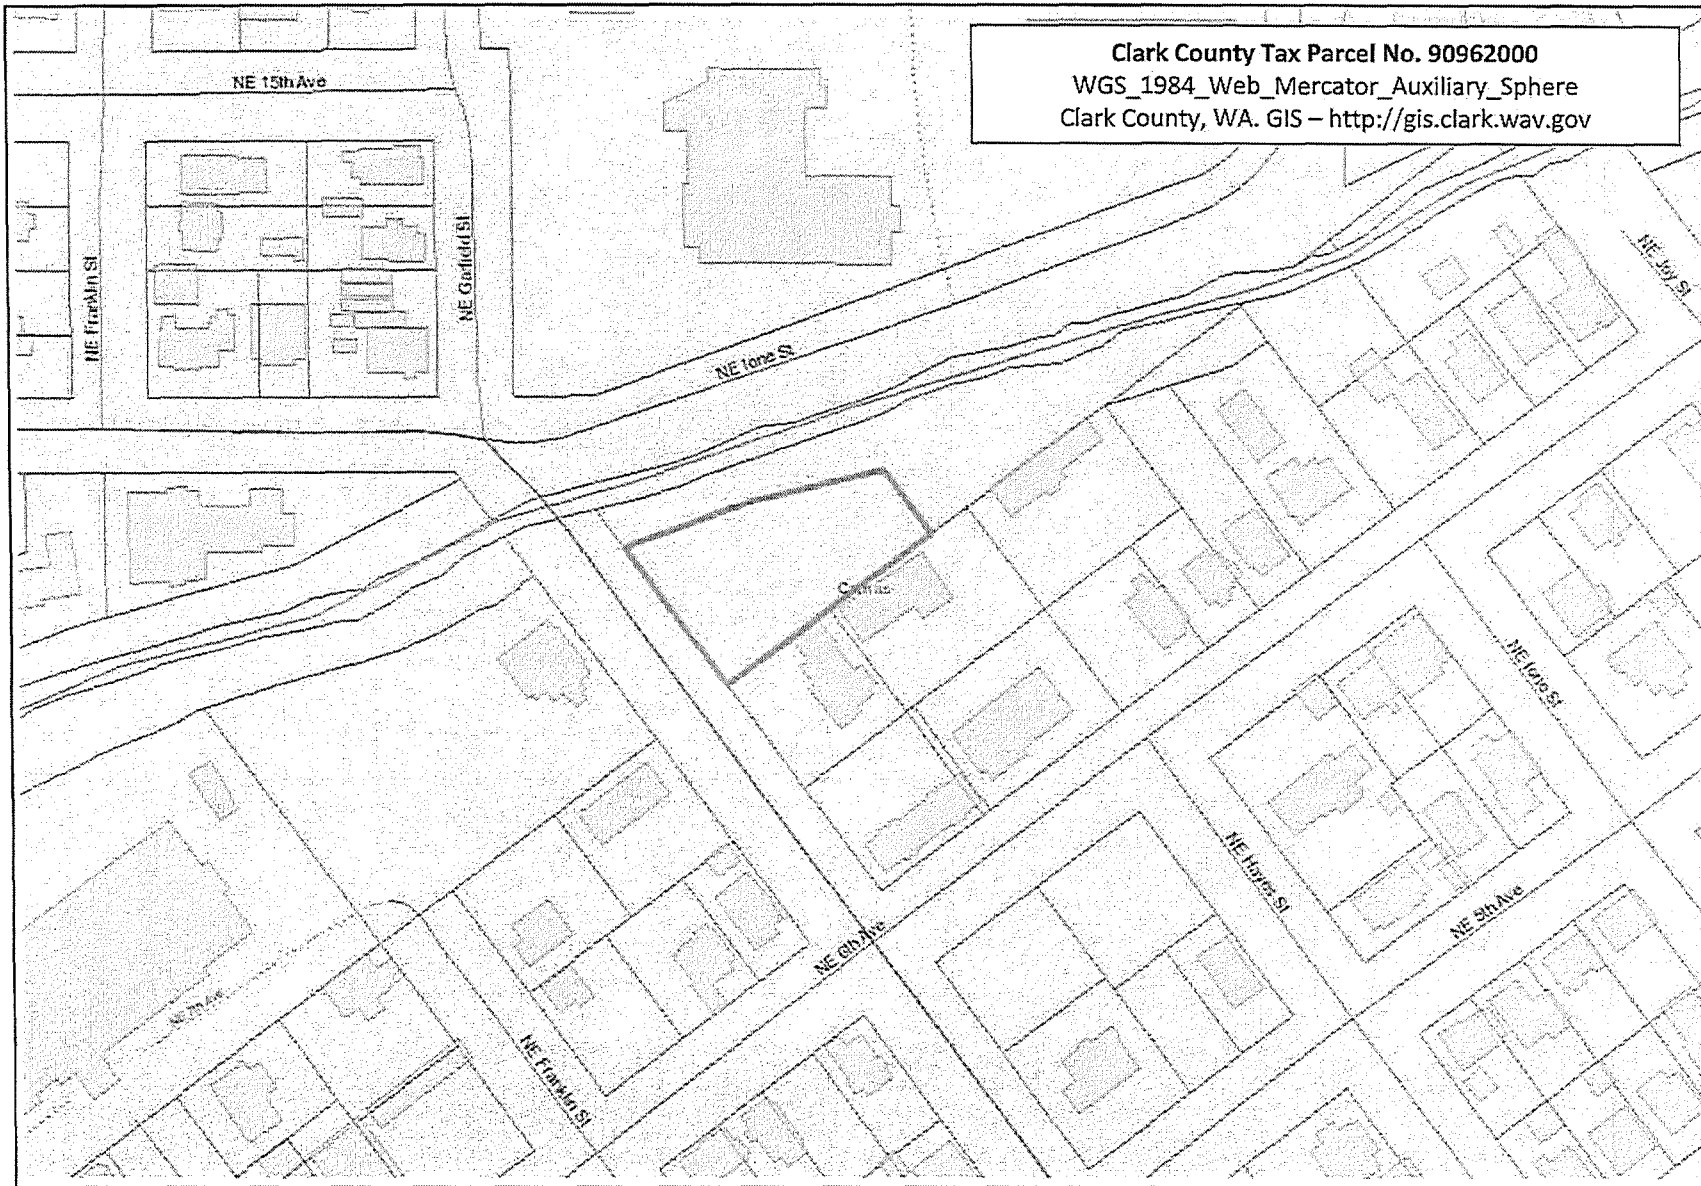 Clark County Tax Parcel No. 90962000
WGS_1984_Web_Mercator_Auxiliary_Sphere
Clark County, WA. GIS – http://gis.clark.wav.gov
NE 15th Ave
NE Franklin St
NE Garfield St
NE Joy St
NE Ione St
NE Ione St
NE Hayes St
NE 5th Ave
NE 6th Ave
NE 7th Ave
NE Franklin St